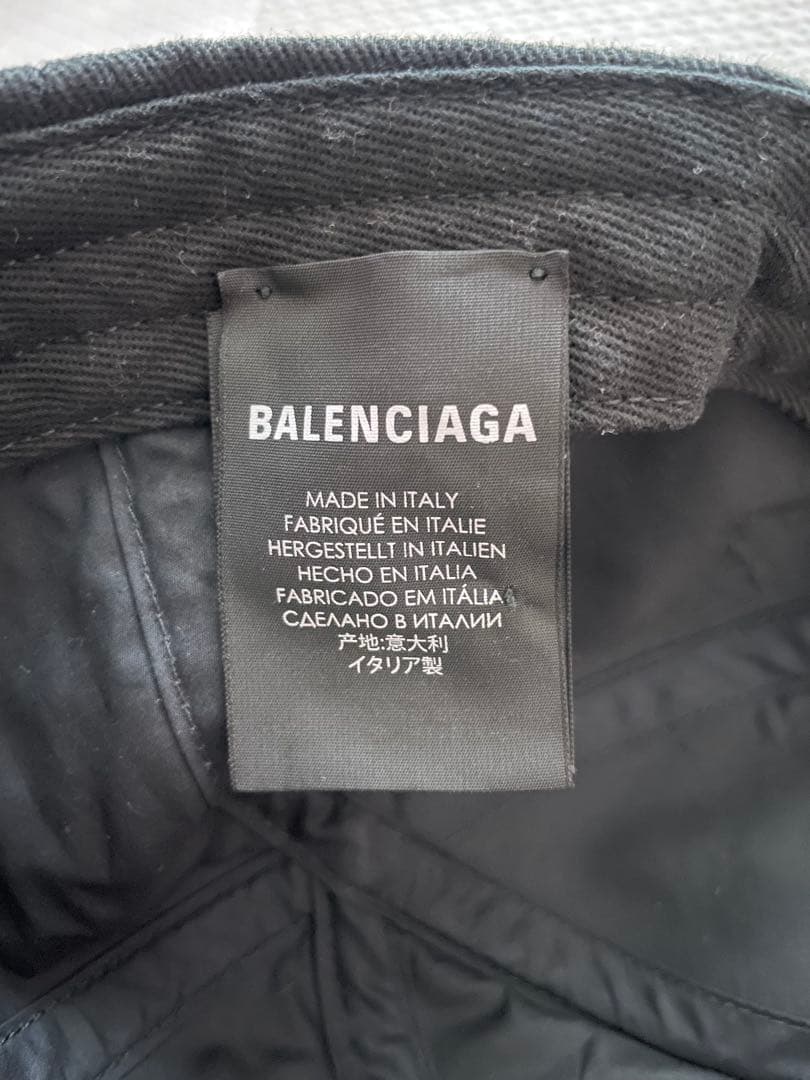 BALENCIAGA
MADE IN ITALY
FABRIQUÉ EN ITALIE
HERGESTELLT IN ITALIEN
HECHO EN ITALIA
FABRICADO EM ITÁLIA
СДЕЛАНО В ИТАЛИИ
产地:意大利
イタリア製